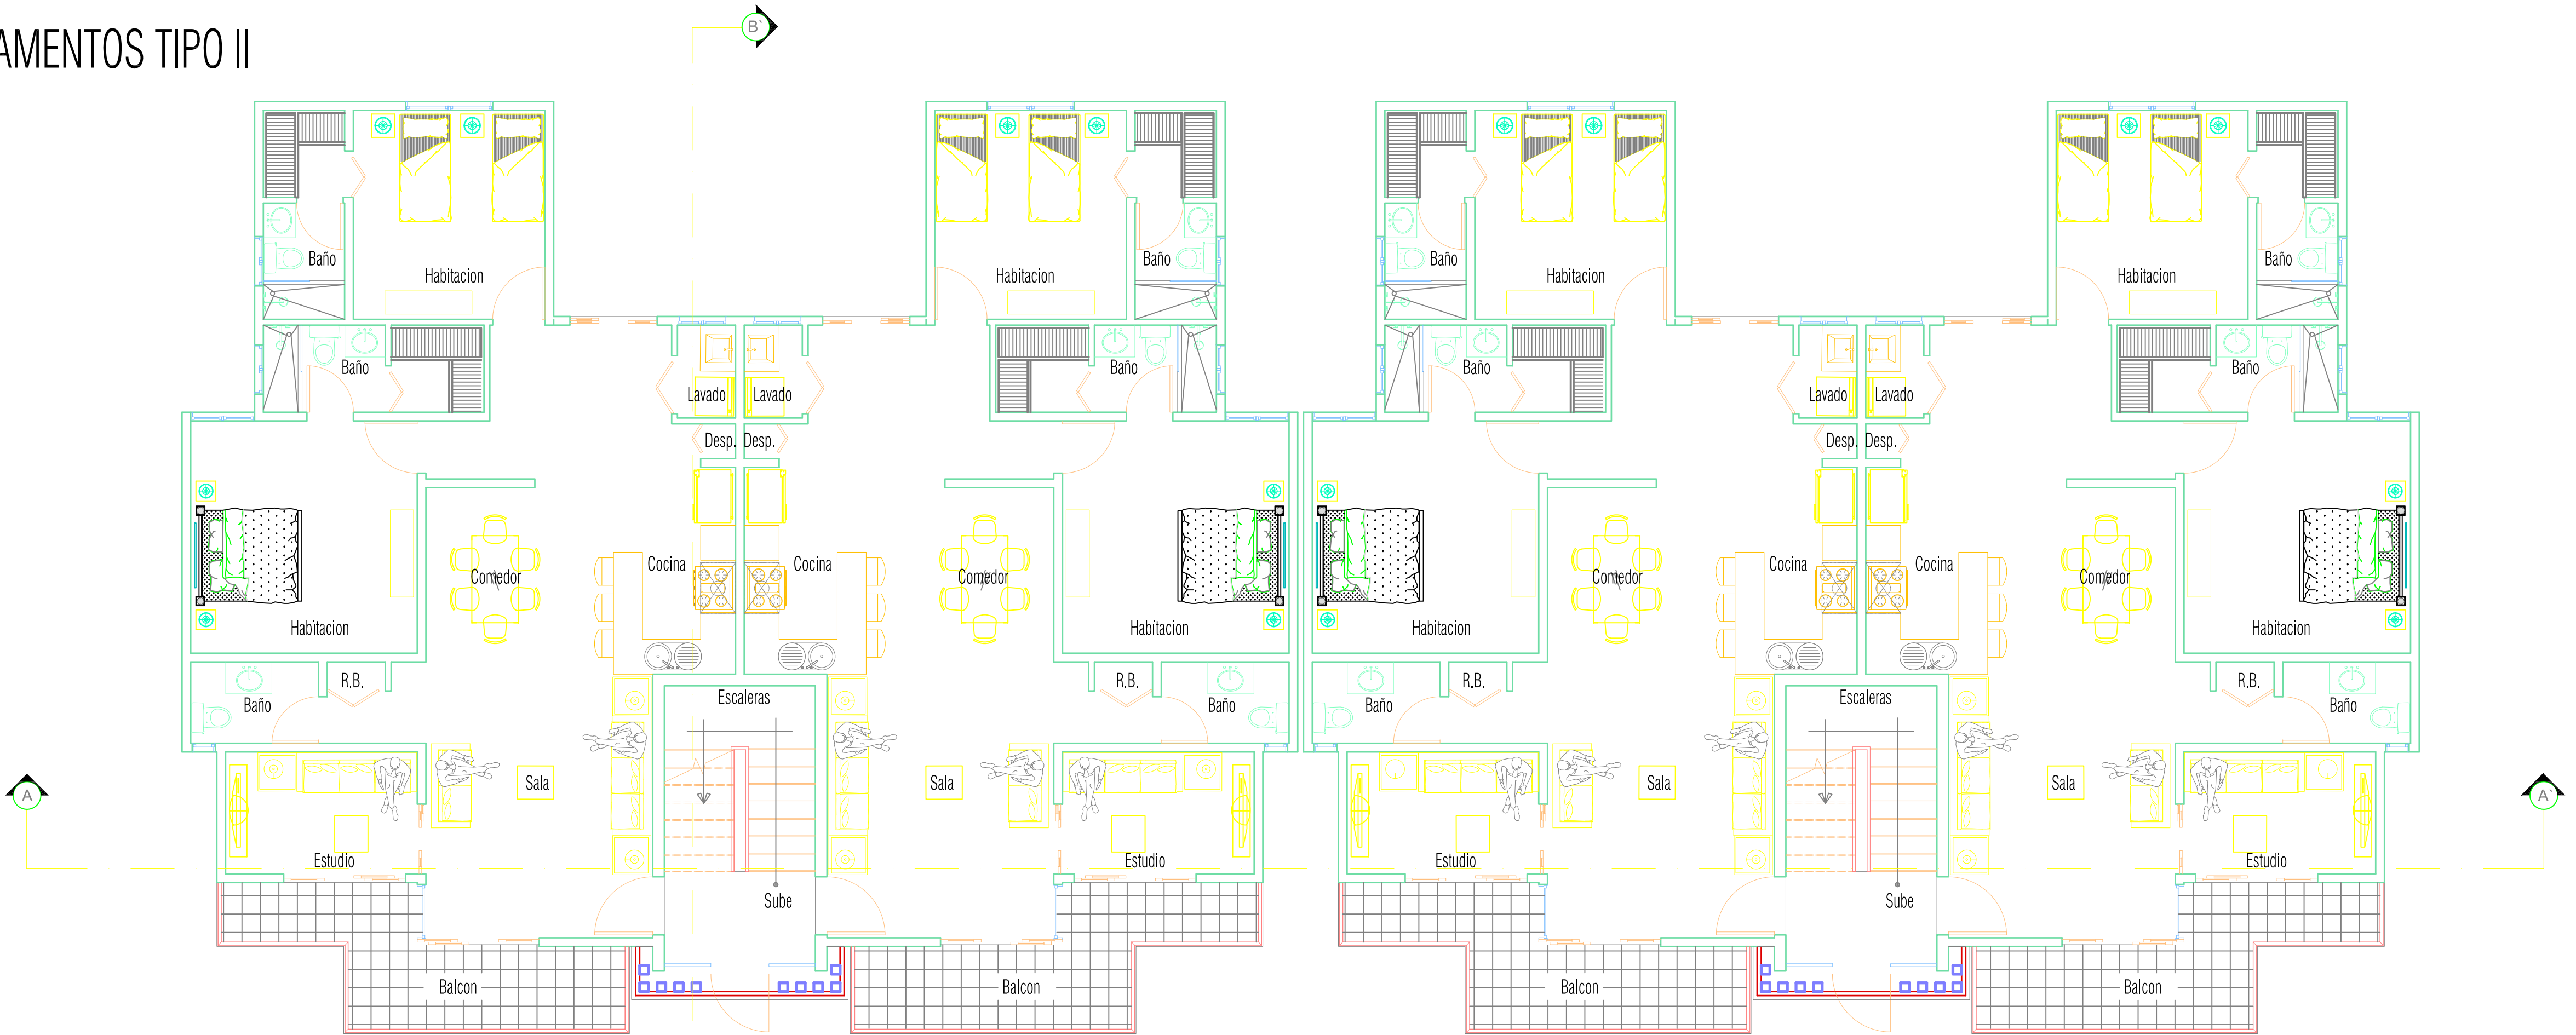 B`
AMENTOS TIPO II
Baño
Habitacion
Habitacion
Baño
Baño
Habitacion
Habitacion
Baño
Baño
Lavado
Lavado
Baño
Baño
Lavado
Lavado
Baño
Desp.
Desp.
Desp.
Desp.
Cocina
Cocina
Cocina
Cocina
Comedor
Comedor
Comedor
Comedor
Habitacion
Habitacion
Habitacion
Habitacion
R.B.
R.B.
R.B.
R.B.
Escaleras
Escaleras
Baño
Baño
Baño
Baño
Sala
Sala
Sala
Sala
A
A`
Estudio
Estudio
Estudio
Estudio
Sube
Sube
Balcon
Balcon
Balcon
Balcon